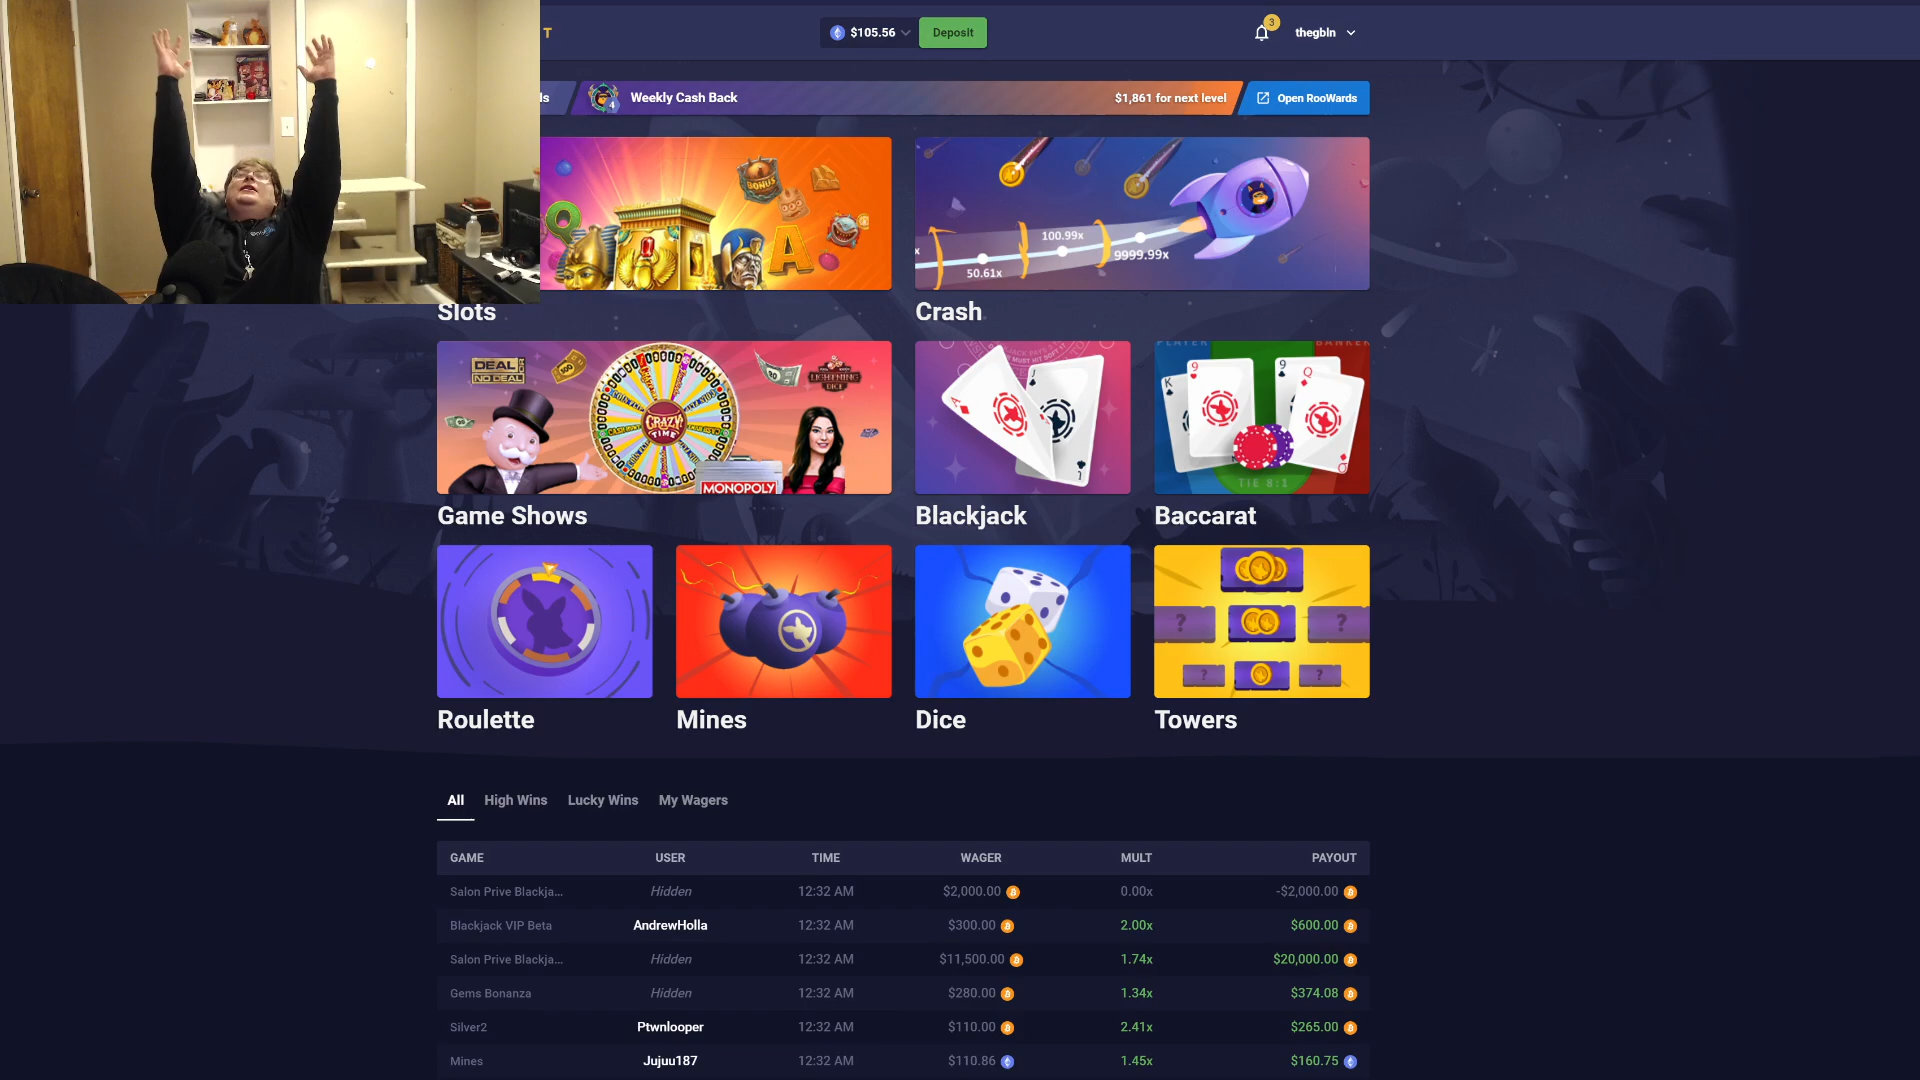 T
$105.56
Deposit
3
thegbln
ls
Weekly Cash Back
4
$1,861 for next level
Open RooWards
BONUS
Q
A
x
50.61x
100.99x
9999.99x
Slots
Crash
DEAL
NO DEAL
100
LIGHTNING
DICE
CRAZY
TIME
MONOPOLY
A
J
PLAYER
BANKER
K
9
9
Q
TIE 8:1
Game Shows
Blackjack
Baccarat
?
?
?
?
Roulette
Mines
Dice
Towers
All
High Wins
Lucky Wins
My Wagers
GAME USER TIME WAGER MULT PAYOUT
Salon Prive Blackja... Hidden 12:32 AM $2,000.00 0.00x -$2,000.00
Blackjack VIP Beta AndrewHolla 12:32 AM $300.00 2.00x $600.00
Salon Prive Blackja... Hidden 12:32 AM $11,500.00 1.74x $20,000.00
Gems Bonanza Hidden 12:32 AM $280.00 1.34x $374.08
Silver2 Ptwnlooper 12:32 AM $110.00 2.41x $265.00
Mines Jujuu187 12:32 AM $110.86 1.45x $160.75